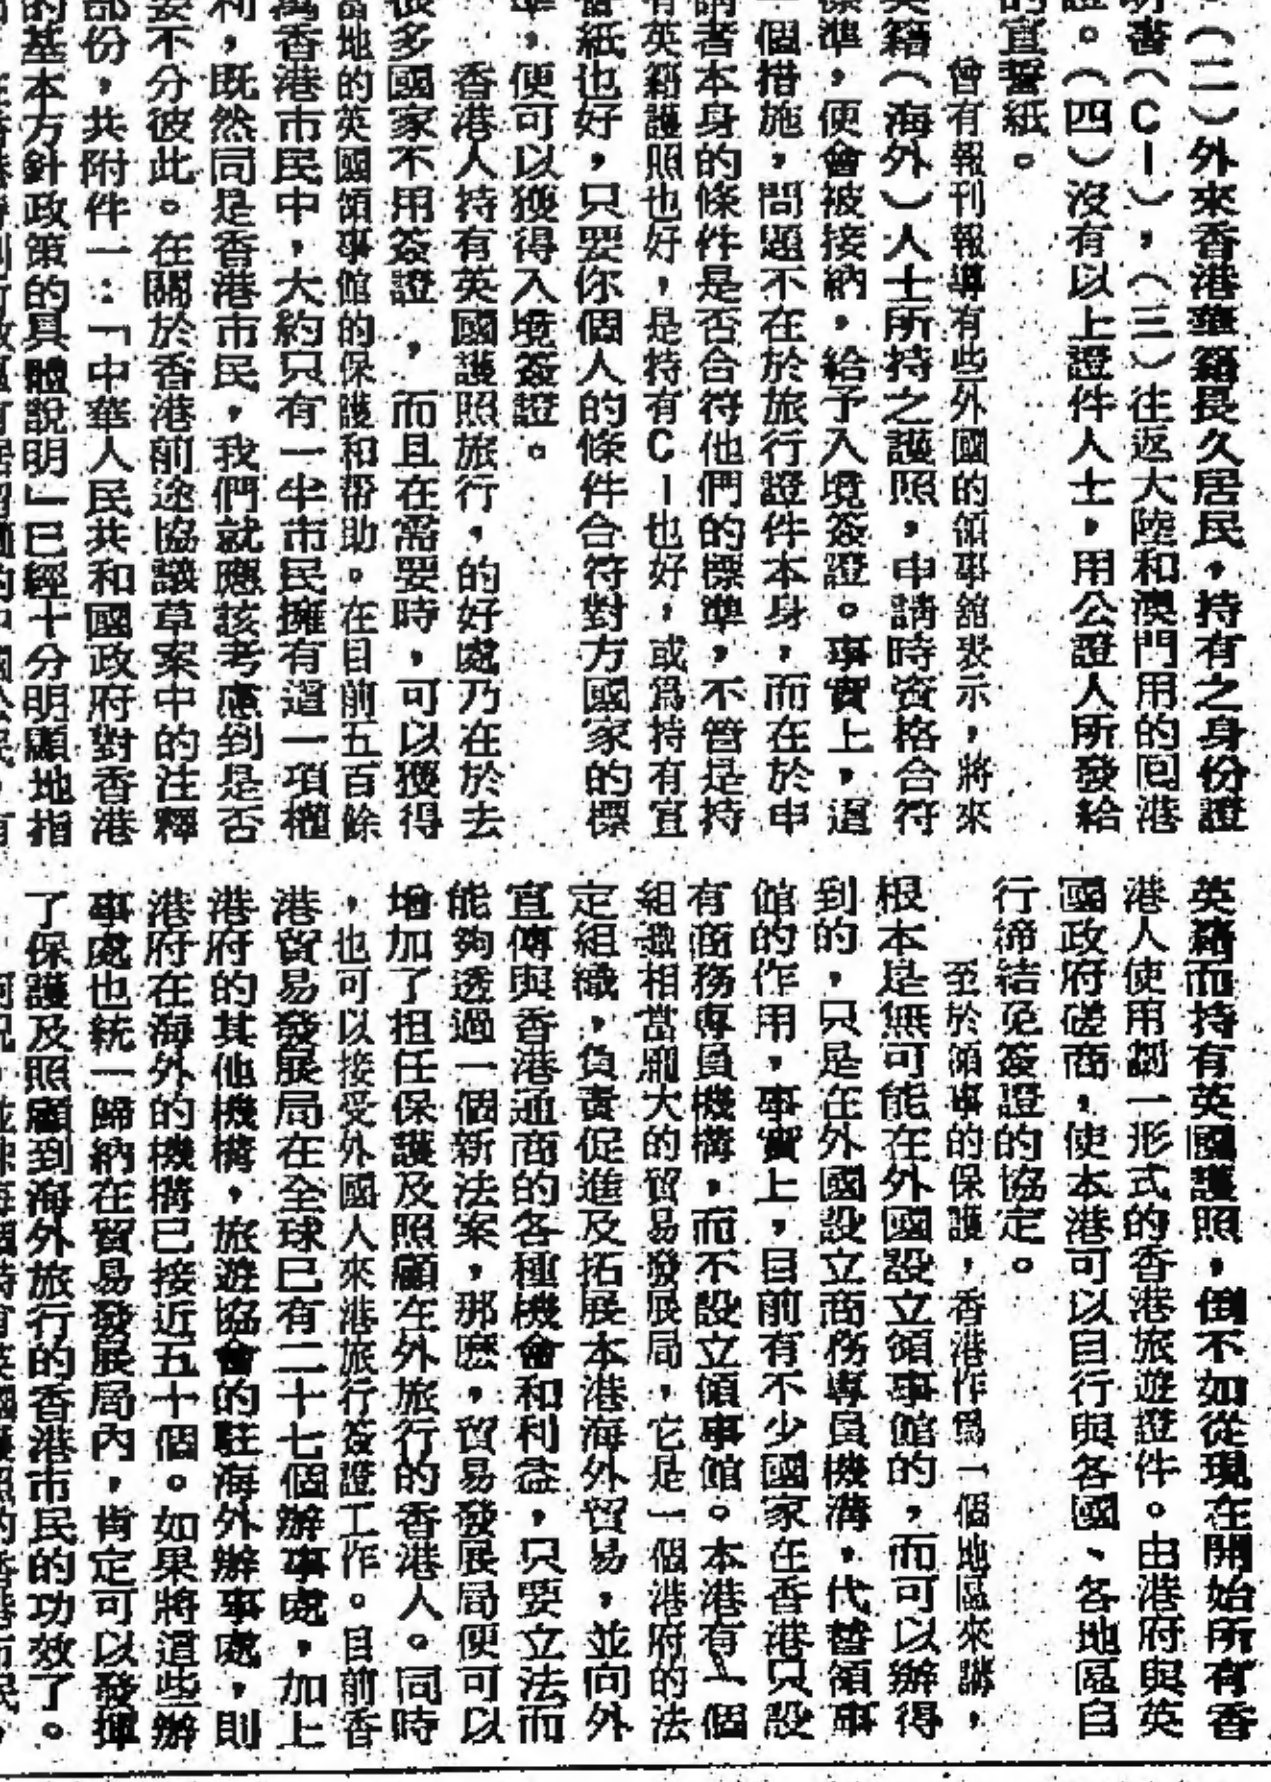 （二）外來香港華籍長久居民，持有之身份證
明書（CI），（三）往返大陸和澳門用的回港
證。（四）沒有以上證件人士，用公證人所發給
的宣誓紙。
曾有報刊報導有些外國的領事舘表示，將來
英籍（海外）人士所持之護照，申請時資格合符
標準，便會被接納，給予入境簽證。事實上，這
一個措施，問題不在於旅行證件本身，而在於申
請者本身的條件是否合符他們的標準，不管是持
有英籍護照也好，是持有CI也好，或爲持有宣
誓紙也好，只要你個人的條件合符對方國家的標
準，便可以獲得入境簽證。
香港人持有英國護照旅行，的好處乃在於去
很多國家不用簽證，而且在需要時，可以獲得
當地的英國領事館的保護和幫助。在目前五百餘
萬香港市民中，大約只有一半市民擁有這一項權
利，既然同是香港市民，我們就應該考慮到是否
要不分彼此。在關於香港前途協議草案中的注釋
部份，共附件一：「中華人民共和國政府對香港
的基本方針政策的具體說明」已經十分明顯地指
英籍而持有英國護照，倒不如從現在開始所有香
港人使用劃一形式的香港旅遊證件。由港府與英
國政府磋商，使本港可以自行與各國、各地區自
行締結免簽證的協定。
至於領事的保護，香港作爲一個地區來講，
根本是無可能在外國設立領事館的，而可以辦得
到的，只是在外國設立商務專員機溝，代替領事
館的作用，事實上，目前有不少國家在香港只設
有商務專員機構，而不設立領事館。本港有一個
組織相當龐大的貿易發展局，它是一個港府的法
定組織，負責促進及拓展本港海外貿易，並向外
宣傳與香港通商的各種機會和利益，只要立法而
能夠透過一個新法案，那麽，貿易發展局便可以
增加了担任保護及照顧在外旅行的香港人。同時
，也可以接受外國人來港旅行簽證工作。目前香
港貿易發展局在全球已有二十七個辦事處，加上
港府的其他機構，旅遊協會的駐海外辦事處，則
港府在海外的機構已接近五十個。如果將這些辦
事處也統一歸納在貿易發展局內，肯定可以發揮
了保護及照顧到海外旅行的香港市民的功效了。